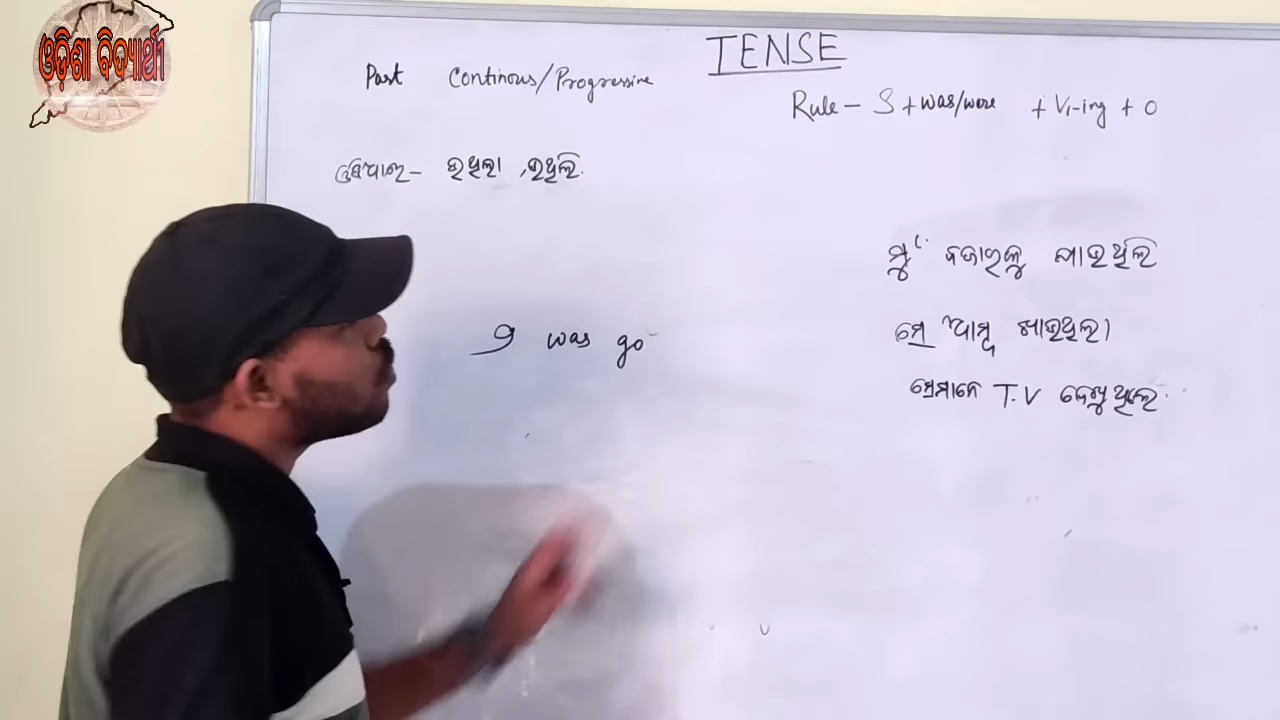 ଓଡ଼ିଶା ବିଦ୍ୟାର୍ଥୀ
TENSE
Past Continous/Progressive
Rule - S + was/were + V1-ing + O
ଉଥିଲା, ଉଥିଲି
ମୁଁ ବଜାରକୁ ଯାଉଥିଲି
ସେ ଆମ୍ବ ଖାଉଥିଲା
I was go
ସେମାନେ T.V ଦେଖୁଥିଲେ.